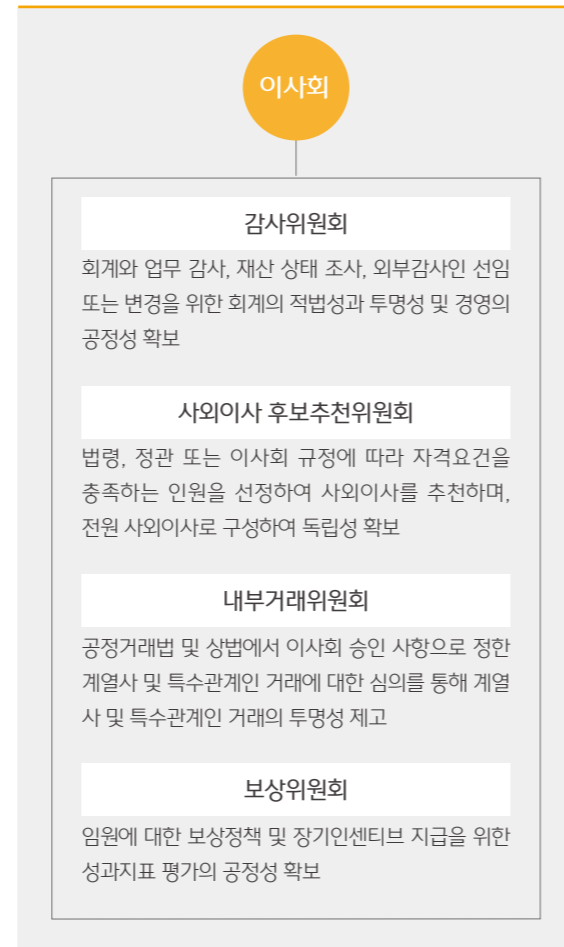 이사회
감사위원회
회계와 업무 감사, 재산 상태 조사, 외부감사인 선임
또는 변경을 위한 회계의 적법성과 투명성 및 경영의
공정성 확보
사외이사 후보추천위원회
법령, 정관 또는 이사회 규정에 따라 자격요건을
충족하는 인원을 선정하여 사외이사를 추천하며,
전원 사외이사로 구성하여 독립성 확보
내부거래위원회
공정거래법 및 상법에서 이사회 승인 사항으로 정한
계열사 및 특수관계인 거래에 대한 심의를 통해 계열
사 및 특수관계인 거래의 투명성 제고
보상위원회
임원에 대한 보상정책 및 장기인센티브 지급을 위한
성과지표 평가의 공정성 확보